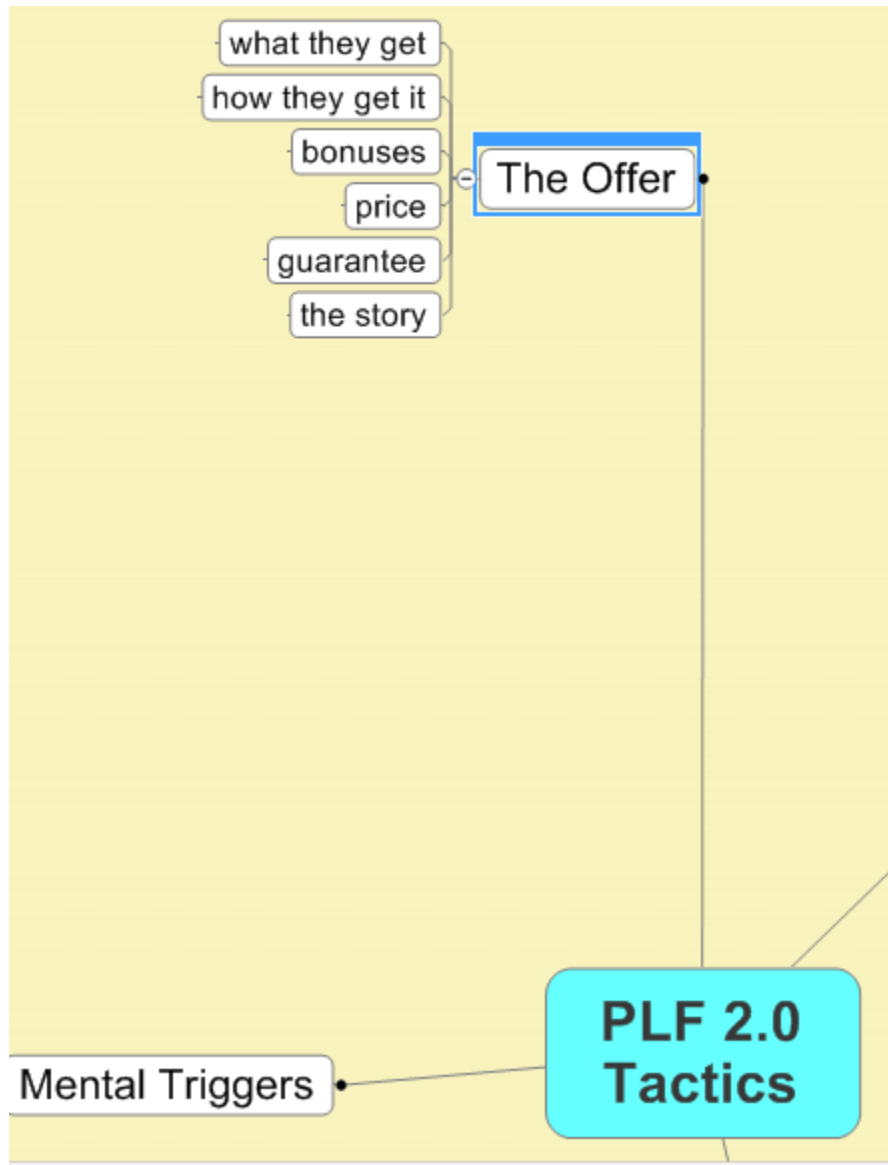 what they get
how they get it
bonuses
The Offer
price
guarantee
the story
PLF 2.0
Tactics
Mental Triggers